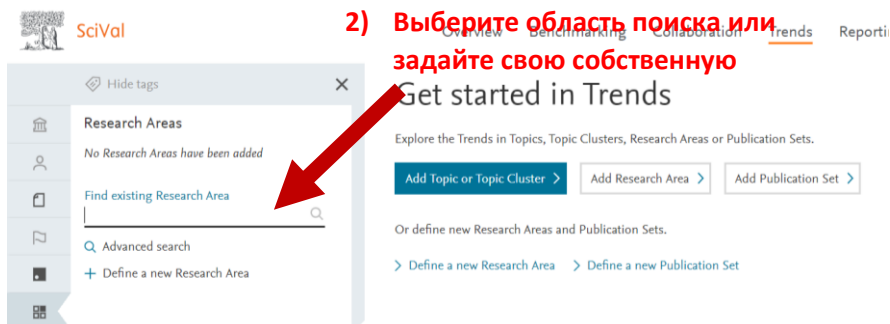 SciVal
2) Выберите область поиска или
задайте свою собственную
Overview Benchmarking Collaboration Trends Reporti
Hide tags
Research Areas
No Research Areas have been added
Find existing Research Area
Advanced search
+ Define a new Research Area
Get started in Trends
Explore the Trends in Topics, Topic Clusters, Research Areas or Publication Sets.
Add Topic or Topic Cluster > Add Research Area > Add Publication Set >
Or define new Research Areas and Publication Sets.
> Define a new Research Area > Define a new Publication Set